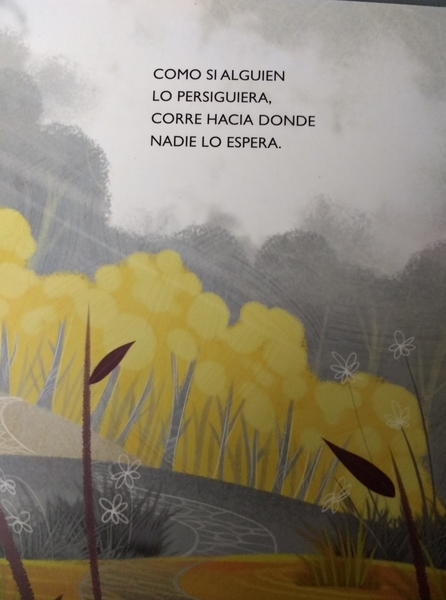 COMO SI ALGUIEN
LO PERSIGUIERA,
CORRE HACIA DONDE
NADIE LO ESPERA.